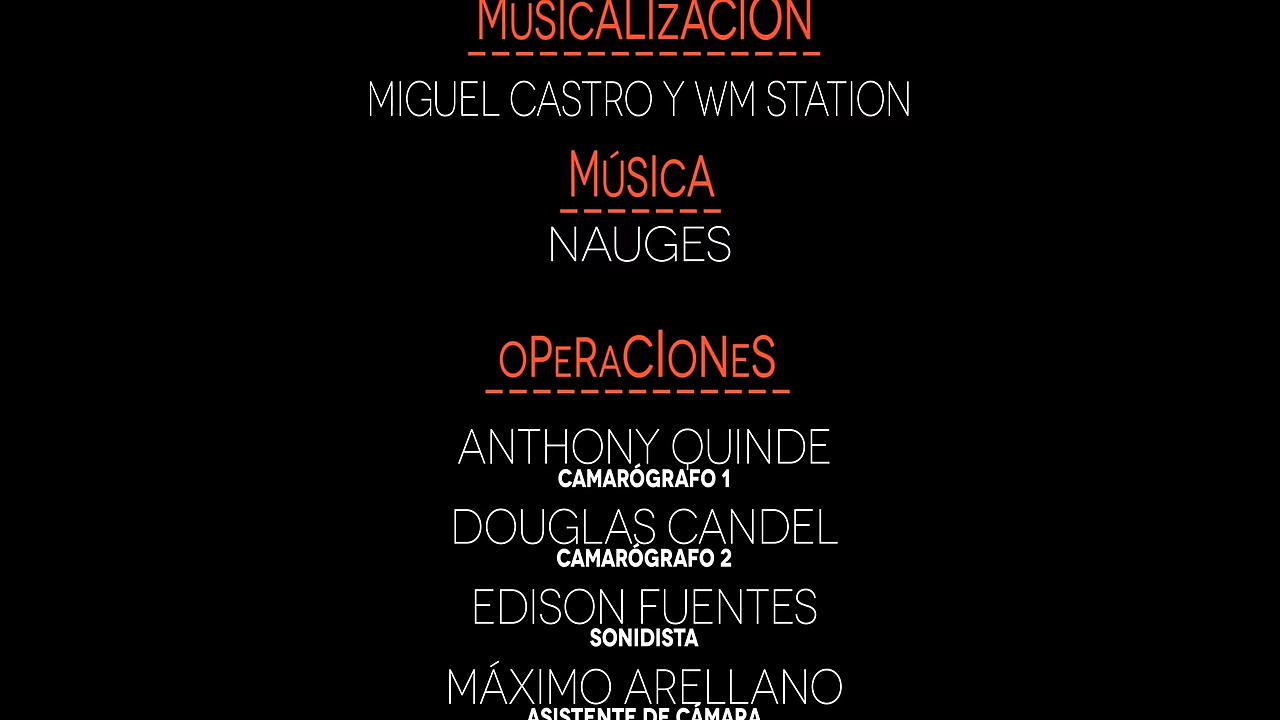 MUSICALIZACIÓN
MIGUEL CASTRO Y WM STATION
MÚSICA
NAUGES
OPERACIONES
ANTHONY QUINDE
CAMARÓGRAFO 1
DOUGLAS CANDEL
CAMARÓGRAFO 2
EDISON FUENTES
SONIDISTA
MÁXIMO ARELLANO
ASISTENTE DE CÁMARA